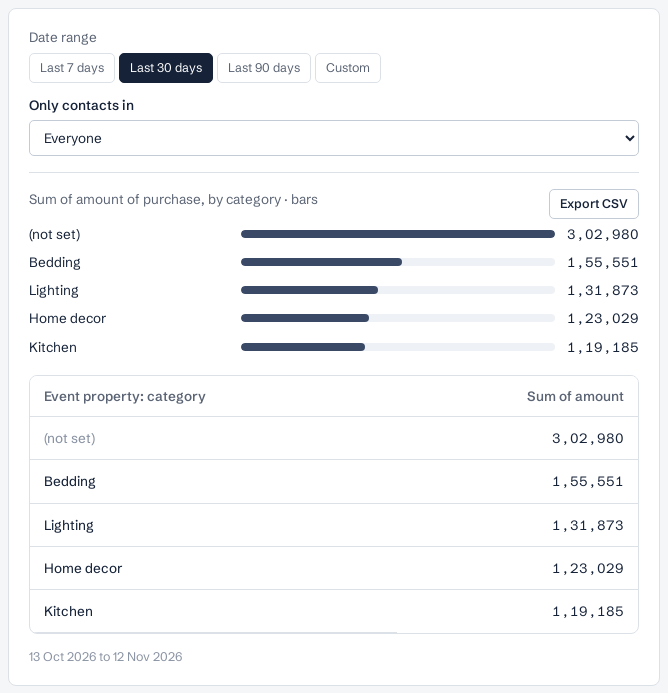 Date range
Last 7 days Last 30 days Last 90 days Custom
Only contacts in
Everyone
Sum of amount of purchase, by category · bars Export CSV
(not set) 3,02,980
Bedding 1,55,551
Lighting 1,31,873
Home decor 1,23,029
Kitchen 1,19,185
Event property: category Sum of amount
(not set) 3,02,980
Bedding 1,55,551
Lighting 1,31,873
Home decor 1,23,029
Kitchen 1,19,185
13 Oct 2026 to 12 Nov 2026